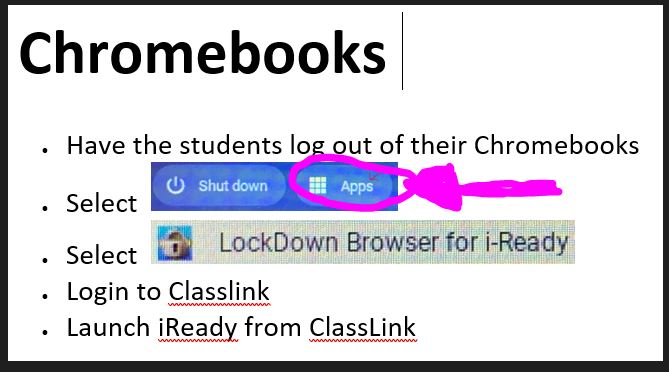 Chromebooks
• Have the students log out of their Chromebooks
• Select Shut down Apps
• Select LockDown Browser for i-Ready
• Login to Classlink
• Launch iReady from ClassLink